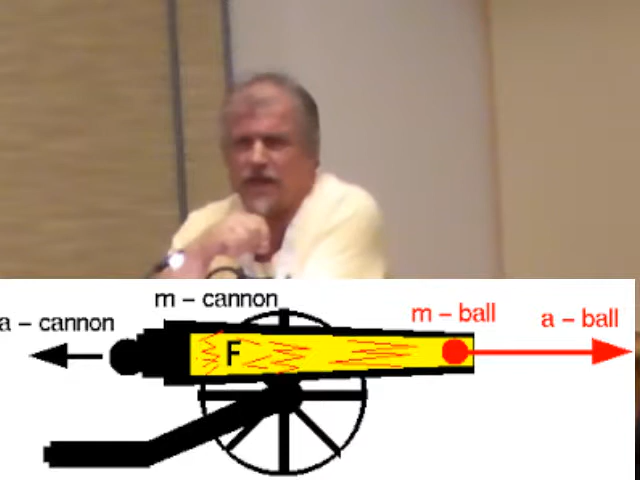 m – cannon
a – cannon
m – ball
a – ball
F